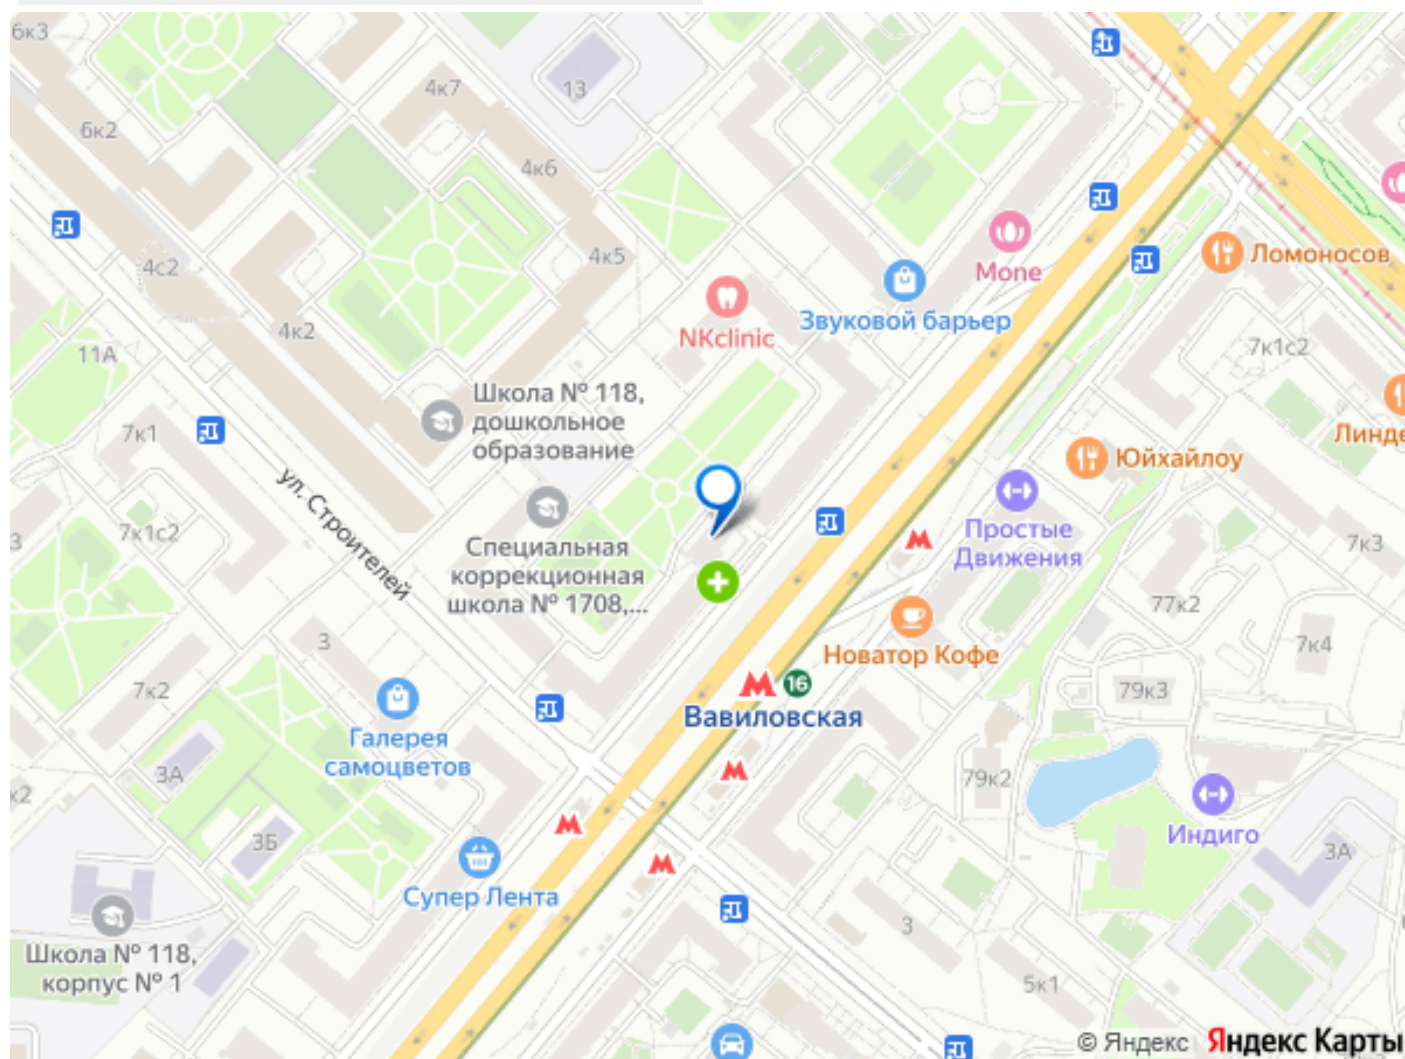 6к3
13
4к7
6к2
4к6
4к5
Mone
Ломоносов
4с2
Звуковой барьер
4к2
NKclinic
7к1с2
11А
Школа № 118,
дошкольное
образование
7к1
Юйхайлоу
ул. Строителей
Простые
Движения
7к1с2
Специальная
коррекционная
школа № 1708,...
7к3
77к2
3
Новатор Кофе
7к4
7к2
16
Вавиловская
79к3
Галерея
самоцветов
3А
79к2
к2
3Б
Индиго
3А
Супер Лента
3
Школа № 118,
корпус № 1
5к1
© Яндекс
Яндекс Карты